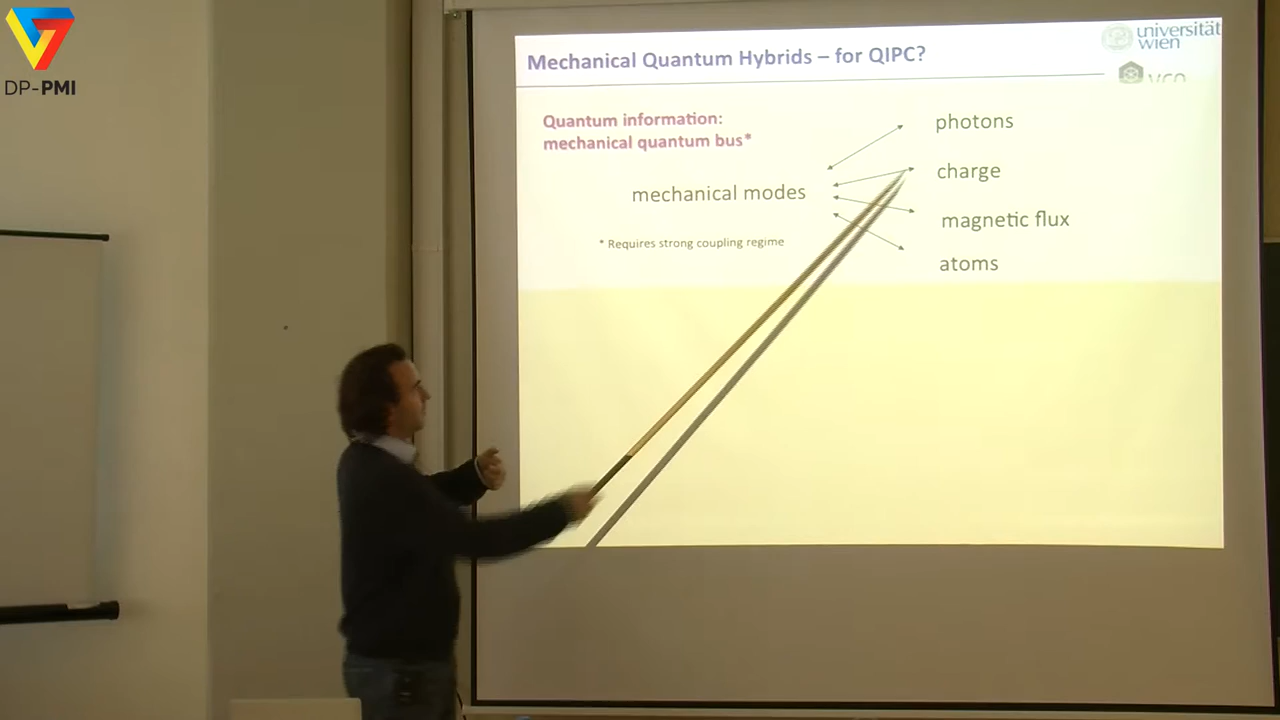 DP-PMI
Mechanical Quantum Hybrids – for QIPC?
universität
wien
vcq
Quantum information:
mechanical quantum bus*
mechanical modes
* Requires strong coupling regime
photons
charge
magnetic flux
atoms